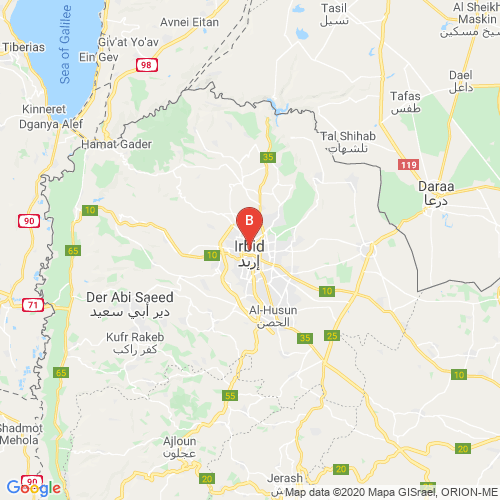 Tasil
تسيل
Al Sheikh
Maskin
شيخ مسكين
Avnei Eitan
Giv'at Yo'av
Tiberias
Sea of Galilee
Ein Gev
98
Dael
داعل
Tafas
طفس
Kinneret
Dganya Alef
Hamat Gader
Tal Shihab
تلشهاب
35
119
Daraa
درعا
90
10
B
Irbid
إربد
65
10
10
71
Der Abi Saeed
دير أبي سعيد
Al-Husun
الحصن
Kufr Rakeb
كفر راكب
35
25
65
10
55
Shadmot
Mehola
Ajloun
عجلون
20
20
20
90
Jerash
Google
Map data ©2020 Mapa GISrael, ORION.ME